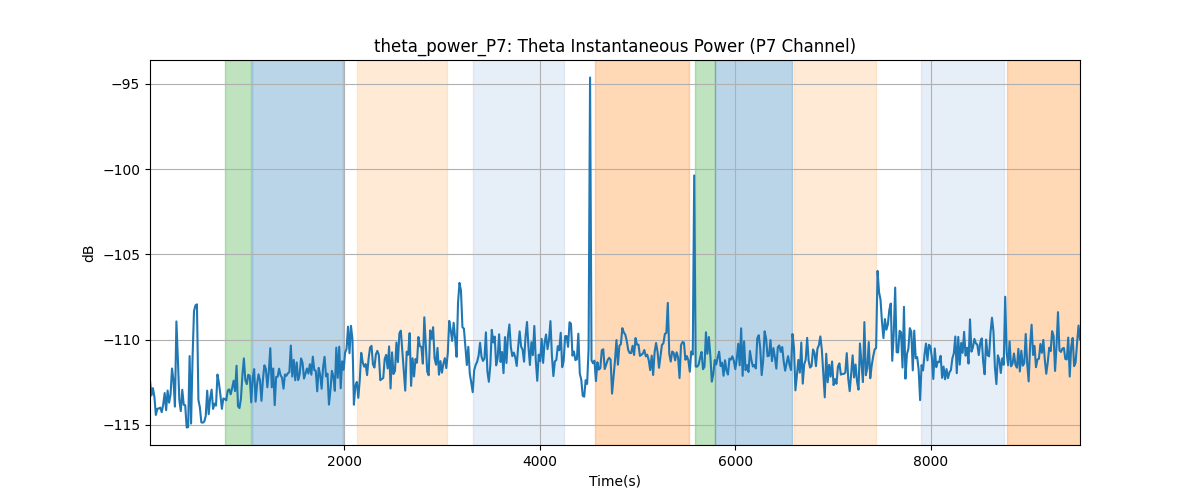 theta_power_P7: Theta Instantaneous Power (P7 Channel)
−95
−100
−105
−110
−115
dB
2000 4000 6000 8000
Time(s)